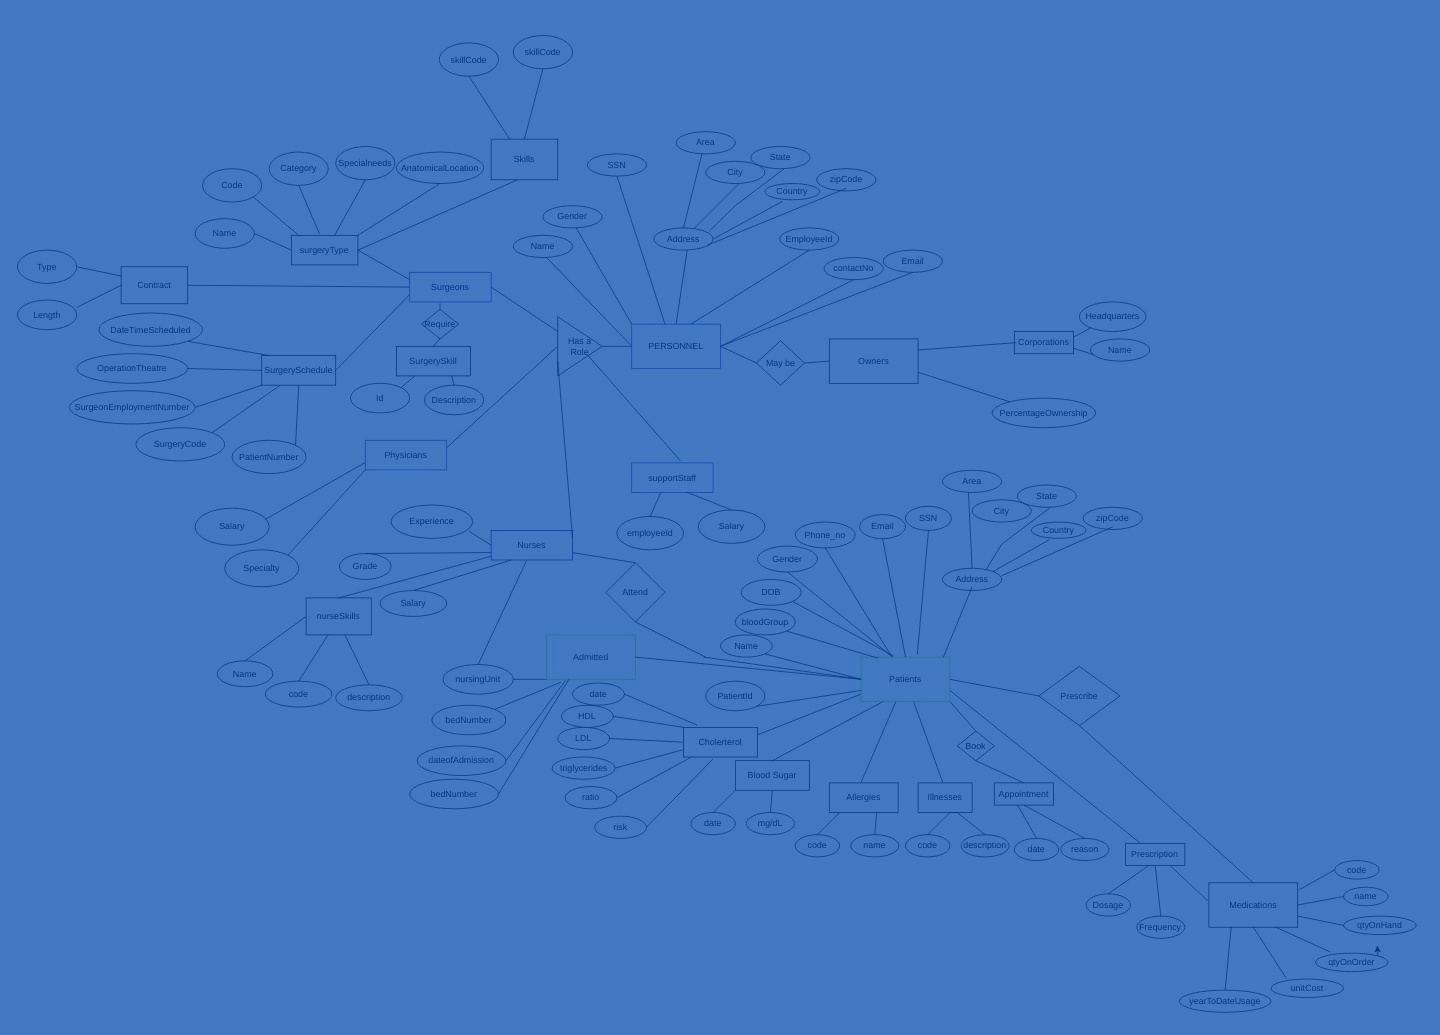 skillCode
skillCode
Skills
Area
SSN
State
Specialneeds
Category
AnatomicalLocation
City
zipCode
Code
Country
Gender
Name
surgeryType
Name
Address
EmployeeId
contactNo
Email
Type
Contract
Surgeons
Length
DateTimeScheduled
Require
Has a
Role
PERSONNEL
Headquarters
Corporations
Name
May be
Owners
SurgerySkill
OperationTheatre
SurgerySchedule
Id
Description
SurgeonEmploymentNumber
PercentageOwnership
SurgeryCode
PatientNumber
Physicians
supportStaff
Area
State
City
Country
zipCode
Salary
Experience
employeeId
Salary
Phone_no
Email
SSN
Nurses
Specialty
Grade
Gender
Address
Attend
DOB
Salary
nurseSkills
bloodGroup
Name
Admitted
Name
code
description
nursingUnit
date
PatientId
Patients
Prescribe
bedNumber
HDL
LDL
Cholerterol
Book
dateofAdmission
triglycerides
Blood Sugar
bedNumber
ratio
Allergies
Illnesses
Appointment
risk
date
mg/dL
code
name
code
description
date
reason
Prescription
code
name
Dosage
Medications
Frequency
qtyOnHand
qtyOnOrder
unitCost
yearToDateUsage